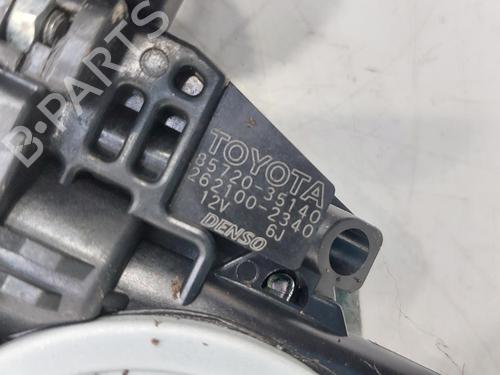 B-PARTS
TOYOTA
85720-35140
262100-2340
12V 6J
DENSO